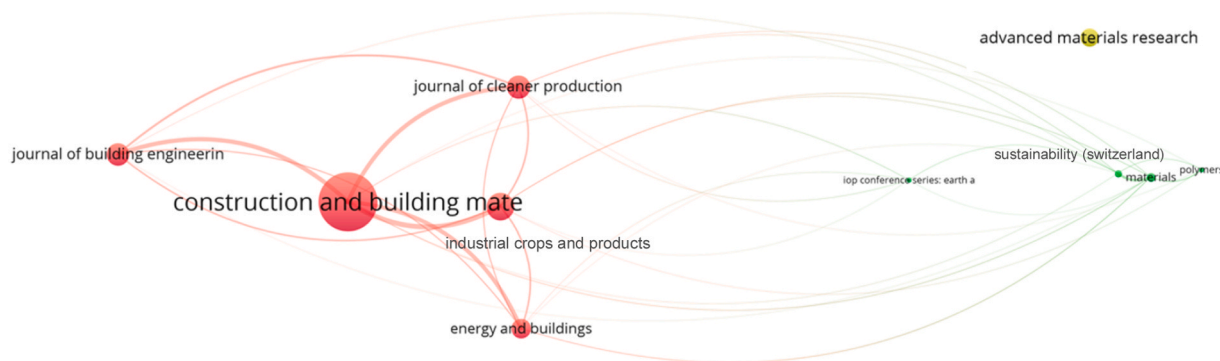 advanced materials research
journal of cleaner production
journal of building engineerin
sustainability (switzerland)
polymers
materials
iop conference series: earth a
construction and building mate
industrial crops and products
energy and buildings